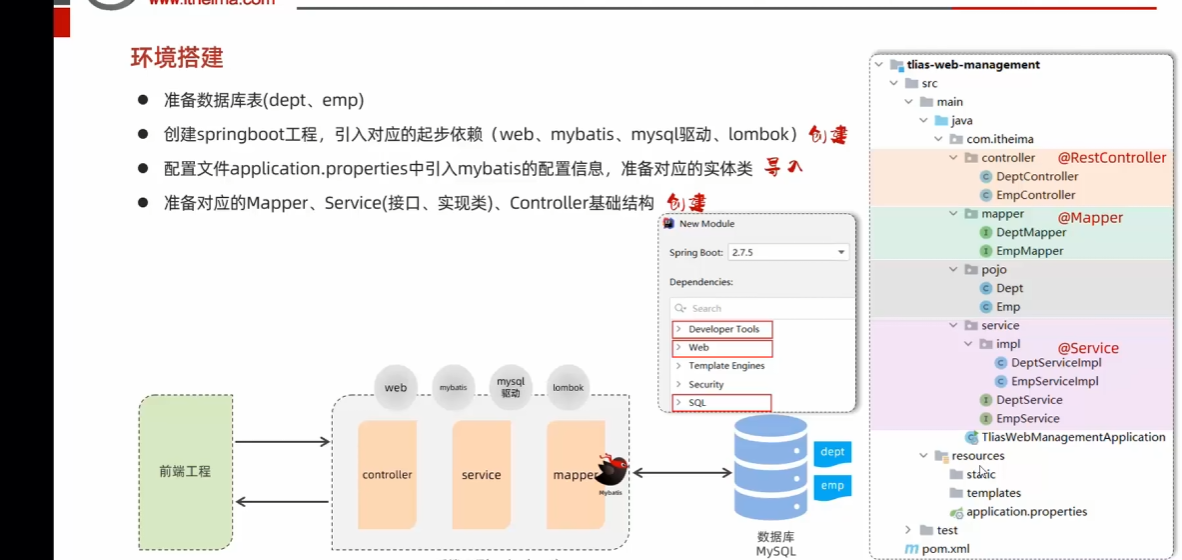 www.itheima.com
环境搭建
● 准备数据库表(dept、emp)
● 创建springboot工程，引入对应的起步依赖（web、mybatis、mysql驱动、lombok）创建
● 配置文件application.properties中引入mybatis的配置信息，准备对应的实体类 导入
● 准备对应的Mapper、Service(接口、实现类)、Controller基础结构 创建
New Module
Spring Boot: 2.7.5
Dependencies:
Search
Developer Tools
Web
Template Engines
Security
SQL
web
mybatis
mysql
驱动
lombok
前端工程
controller
service
mapper
Mybatis
dept
emp
数据库
MySQL
tlias-web-management
src
main
java
com.itheima
controller @RestController
DeptController
EmpController
mapper @Mapper
DeptMapper
EmpMapper
pojo
Dept
Emp
service
impl @Service
DeptServiceImpl
EmpServiceImpl
DeptService
EmpService
TliasWebManagementApplication
resources
static
templates
application.properties
test
pom.xml